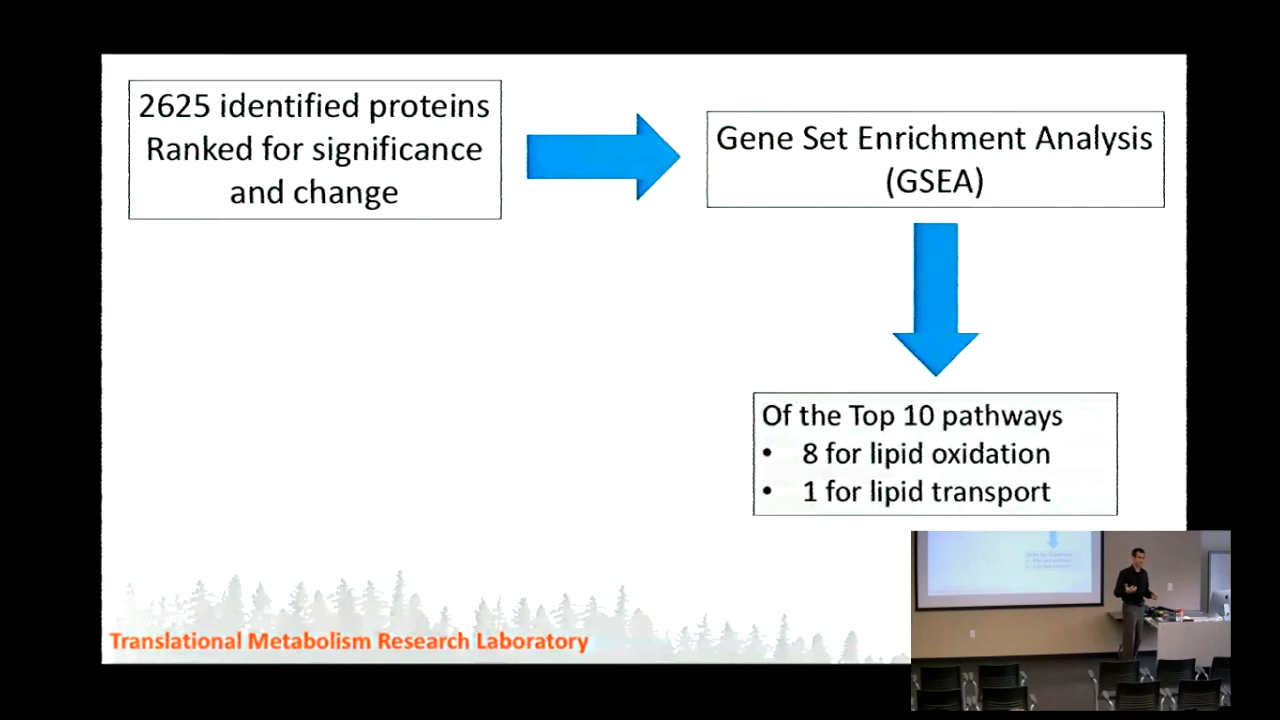 2625 identified proteins
Ranked for significance
and change
Gene Set Enrichment Analysis
(GSEA)
Of the Top 10 pathways
• 8 for lipid oxidation
• 1 for lipid transport
Translational Metabolism Research Laboratory